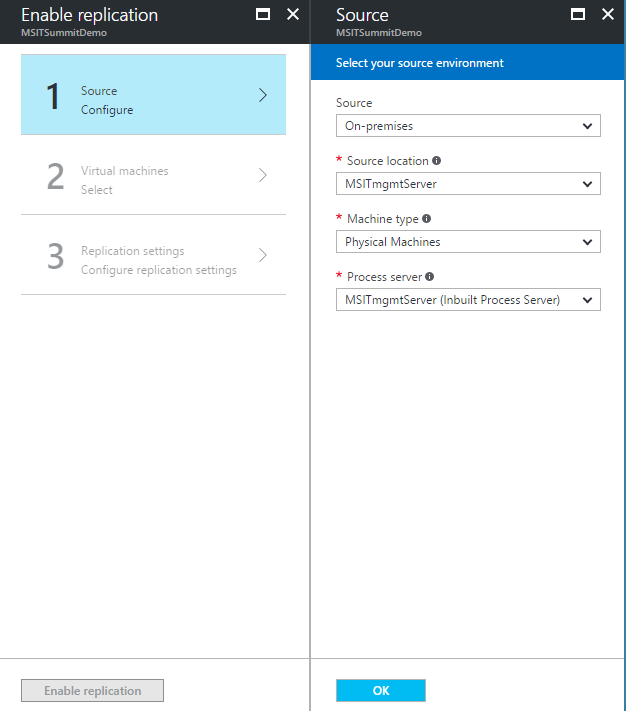 Enable replication
MSITSummitDemo
1
Source
Configure
2
Virtual machines
Select
3
Replication settings
Configure replication settings
Enable replication
Source
MSITSummitDemo
Select your source environment
Source
On-premises
* Source location
MSITmgmtServer
* Machine type
Physical Machines
* Process server
MSITmgmtServer (Inbuilt Process Server)
OK